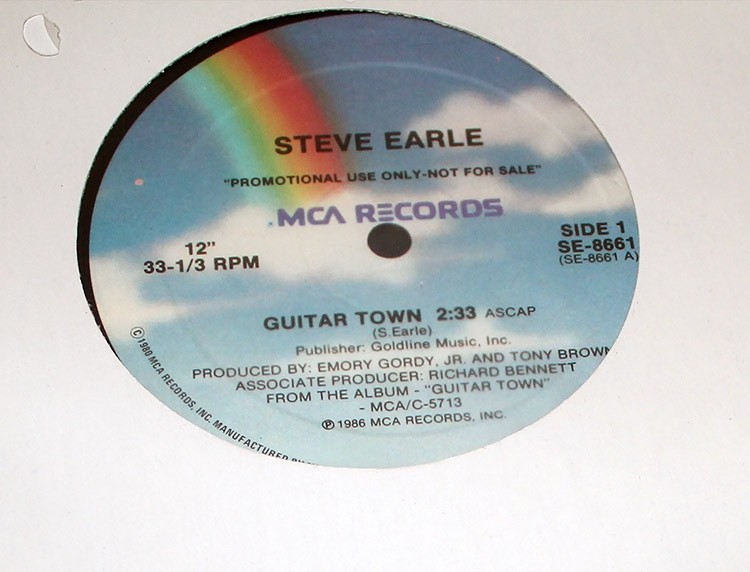 STEVE EARLE
"PROMOTIONAL USE ONLY-NOT FOR SALE"
MCA RECORDS
12"
33-1/3 RPM
SIDE 1
SE-8661
(SE-8661 A)
GUITAR TOWN 2:33 ASCAP
(S.Earle)
Publisher: Goldline Music, Inc.
PRODUCED BY: EMORY GORDY, JR. AND TONY BROWN
ASSOCIATE PRODUCER: RICHARD BENNETT
FROM THE ALBUM - "GUITAR TOWN"
- MCA/C-5713
℗ 1986 MCA RECORDS, INC.
© 1980 MCA RECORDS, INC. MANUFACTURED